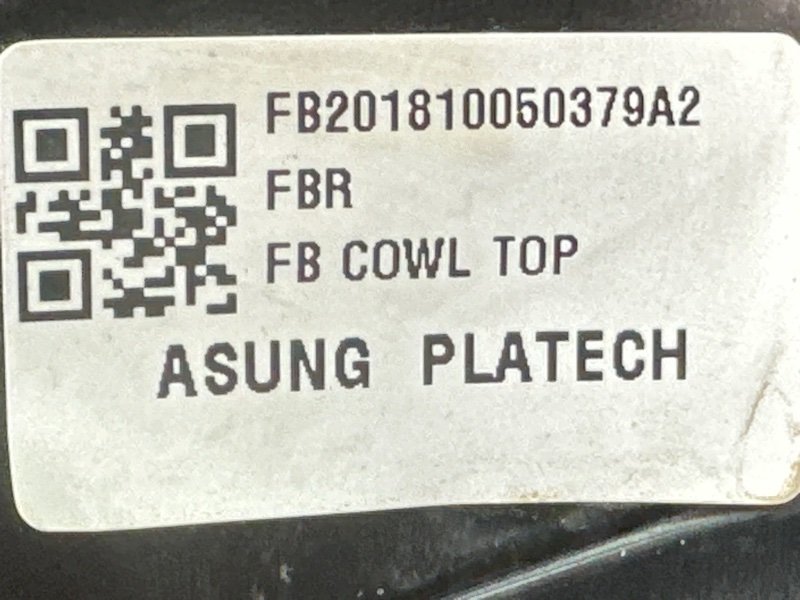 FB201810050379A2
FBR
FB COWL TOP
ASUNG PLATECH